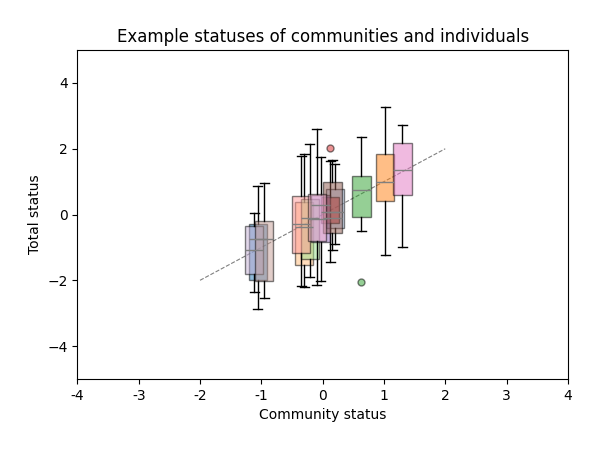 Example statuses of communities and individuals
Total status
4
2
0
−2
−4
-4 -3 -2 -1 0 1 2 3 4
Community status